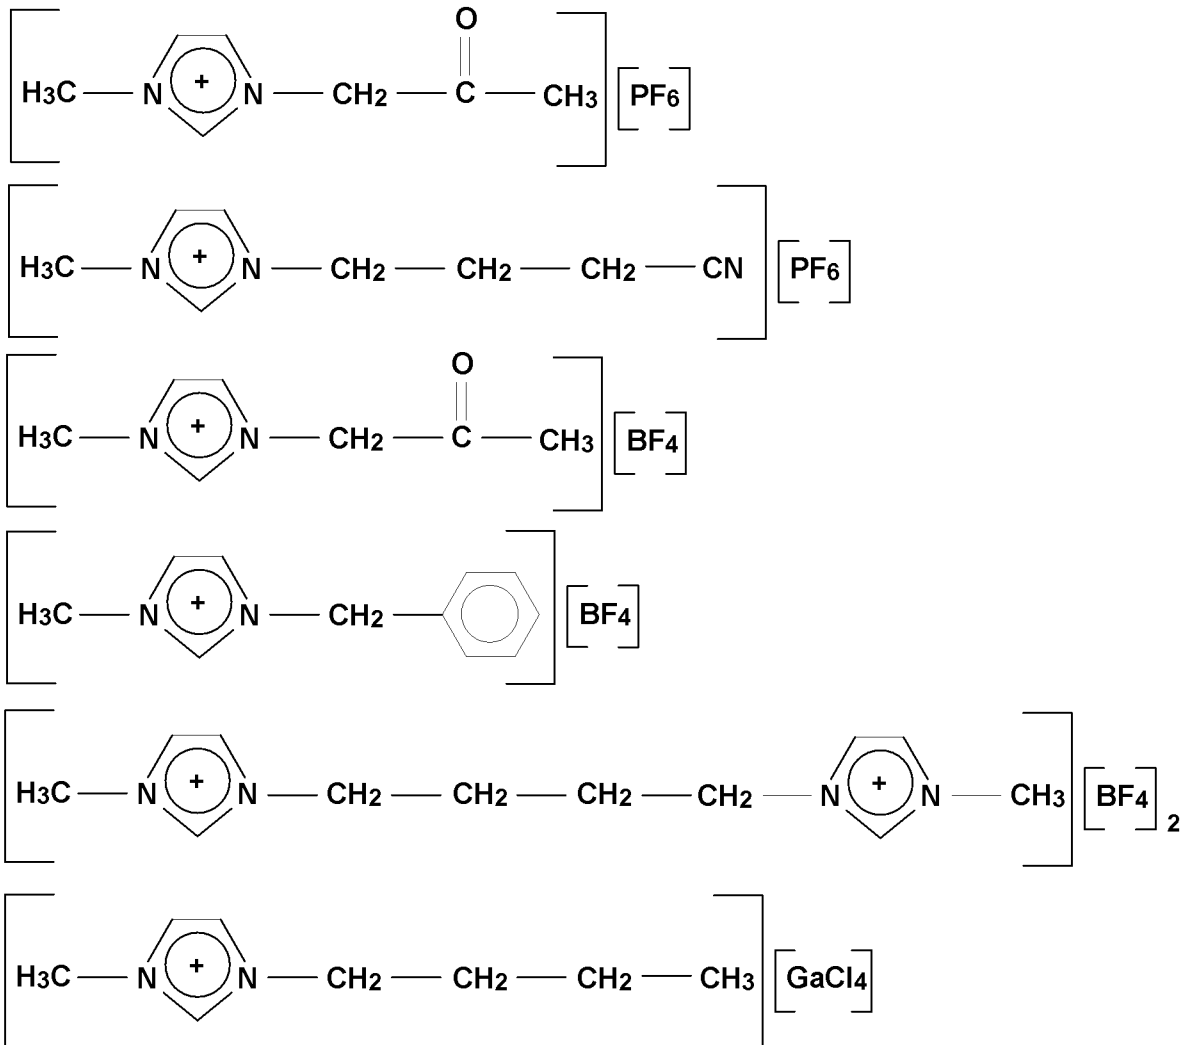 O
H3C N + N CH2 C CH3 PF6
H3C N + N CH2 CH2 CH2 CN PF6
O
H3C N + N CH2 C CH3 BF4
H3C N + N CH2 BF4
H3C N + N CH2 CH2 CH2 CH2 N + N CH3 BF4 2
H3C N + N CH2 CH2 CH2 CH3 GaCl4